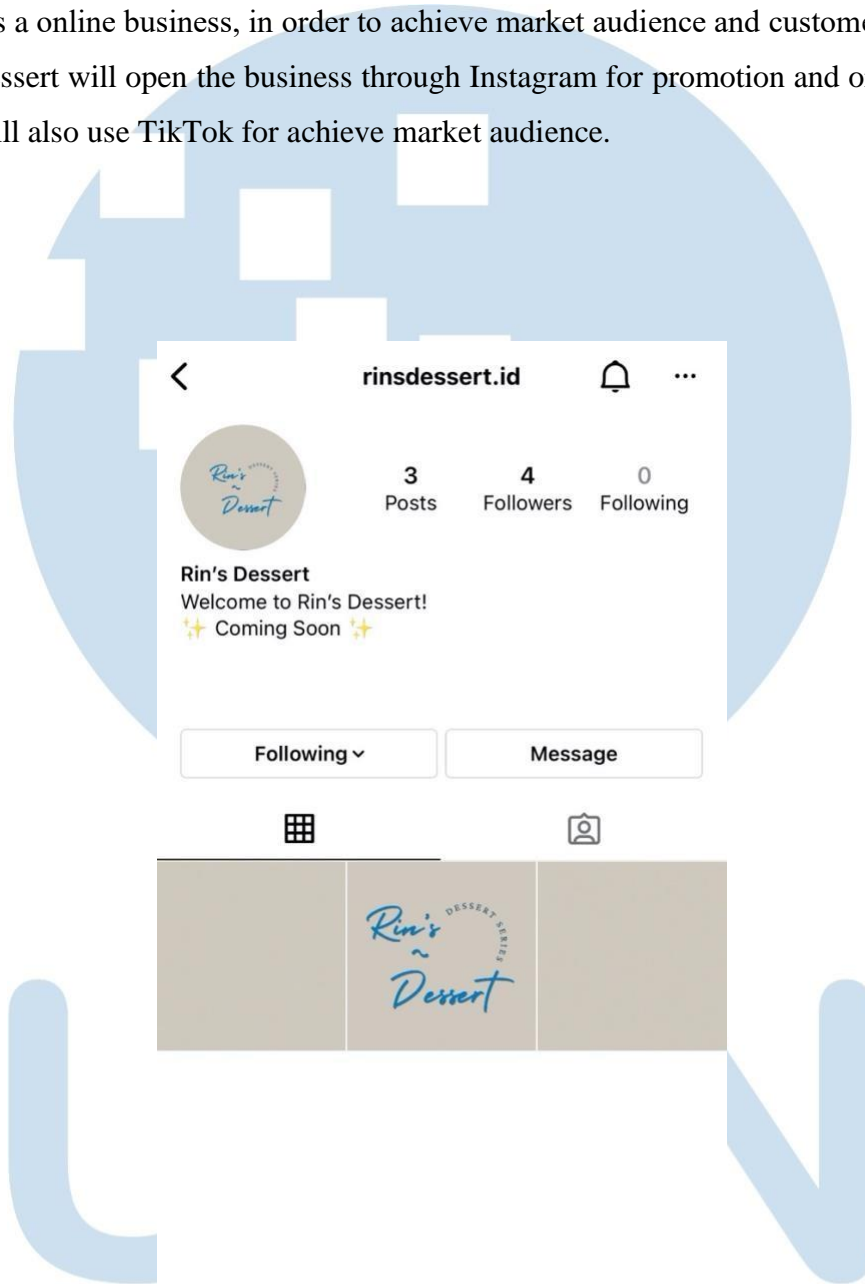 s a online business, in order to achieve market audience and custome
ssert will open the business through Instagram for promotion and o
ll also use TikTok for achieve market audience.
rinsdessert.id
Rin's ~ Dessert DESSERT SERIES
3 4 0
Posts Followers Following
Rin's Dessert
Welcome to Rin's Dessert!
✨ Coming Soon ✨
Following Message
Rin's DESSERT SERIES
~
Dessert
U N